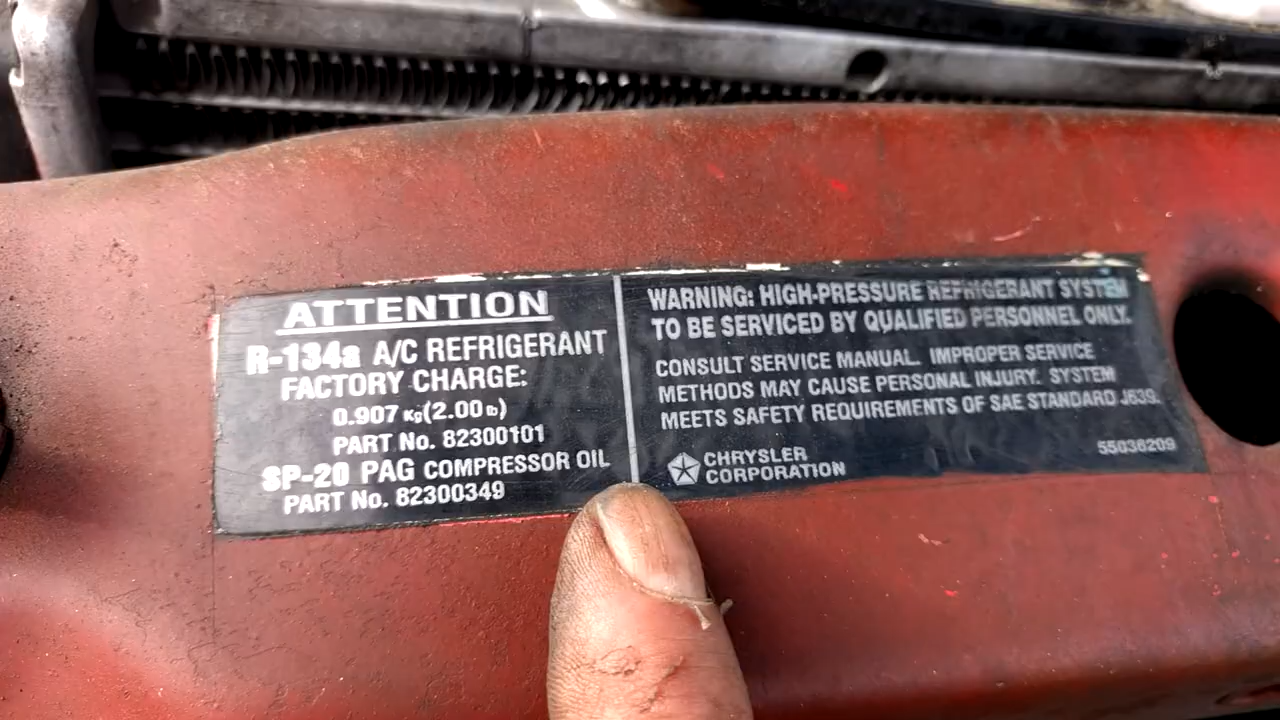 ATTENTION
R-134a A/C REFRIGERANT
FACTORY CHARGE:
0.907 Kg(2.00 lb)
PART No. 82300101
SP-20 PAG COMPRESSOR OIL
PART No. 82300349
WARNING: HIGH-PRESSURE REFRIGERANT SYSTEM
TO BE SERVICED BY QUALIFIED PERSONNEL ONLY.
CONSULT SERVICE MANUAL. IMPROPER SERVICE
METHODS MAY CAUSE PERSONAL INJURY. SYSTEM
MEETS SAFETY REQUIREMENTS OF SAE STANDARD J639.
CHRYSLER
CORPORATION
55036209